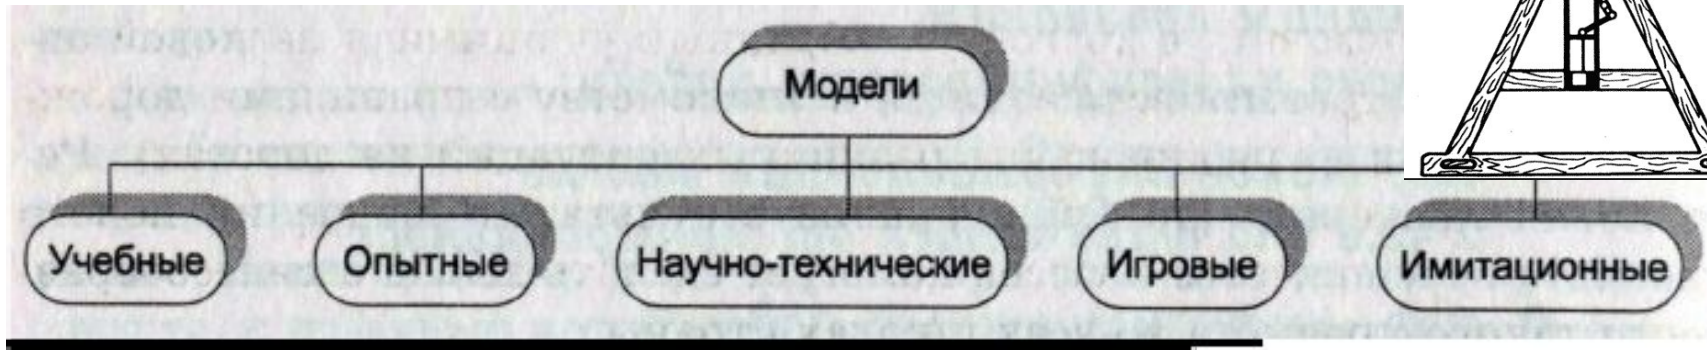 Модели
Учебные
Опытные
Научно-технические
Игровые
Имитационные